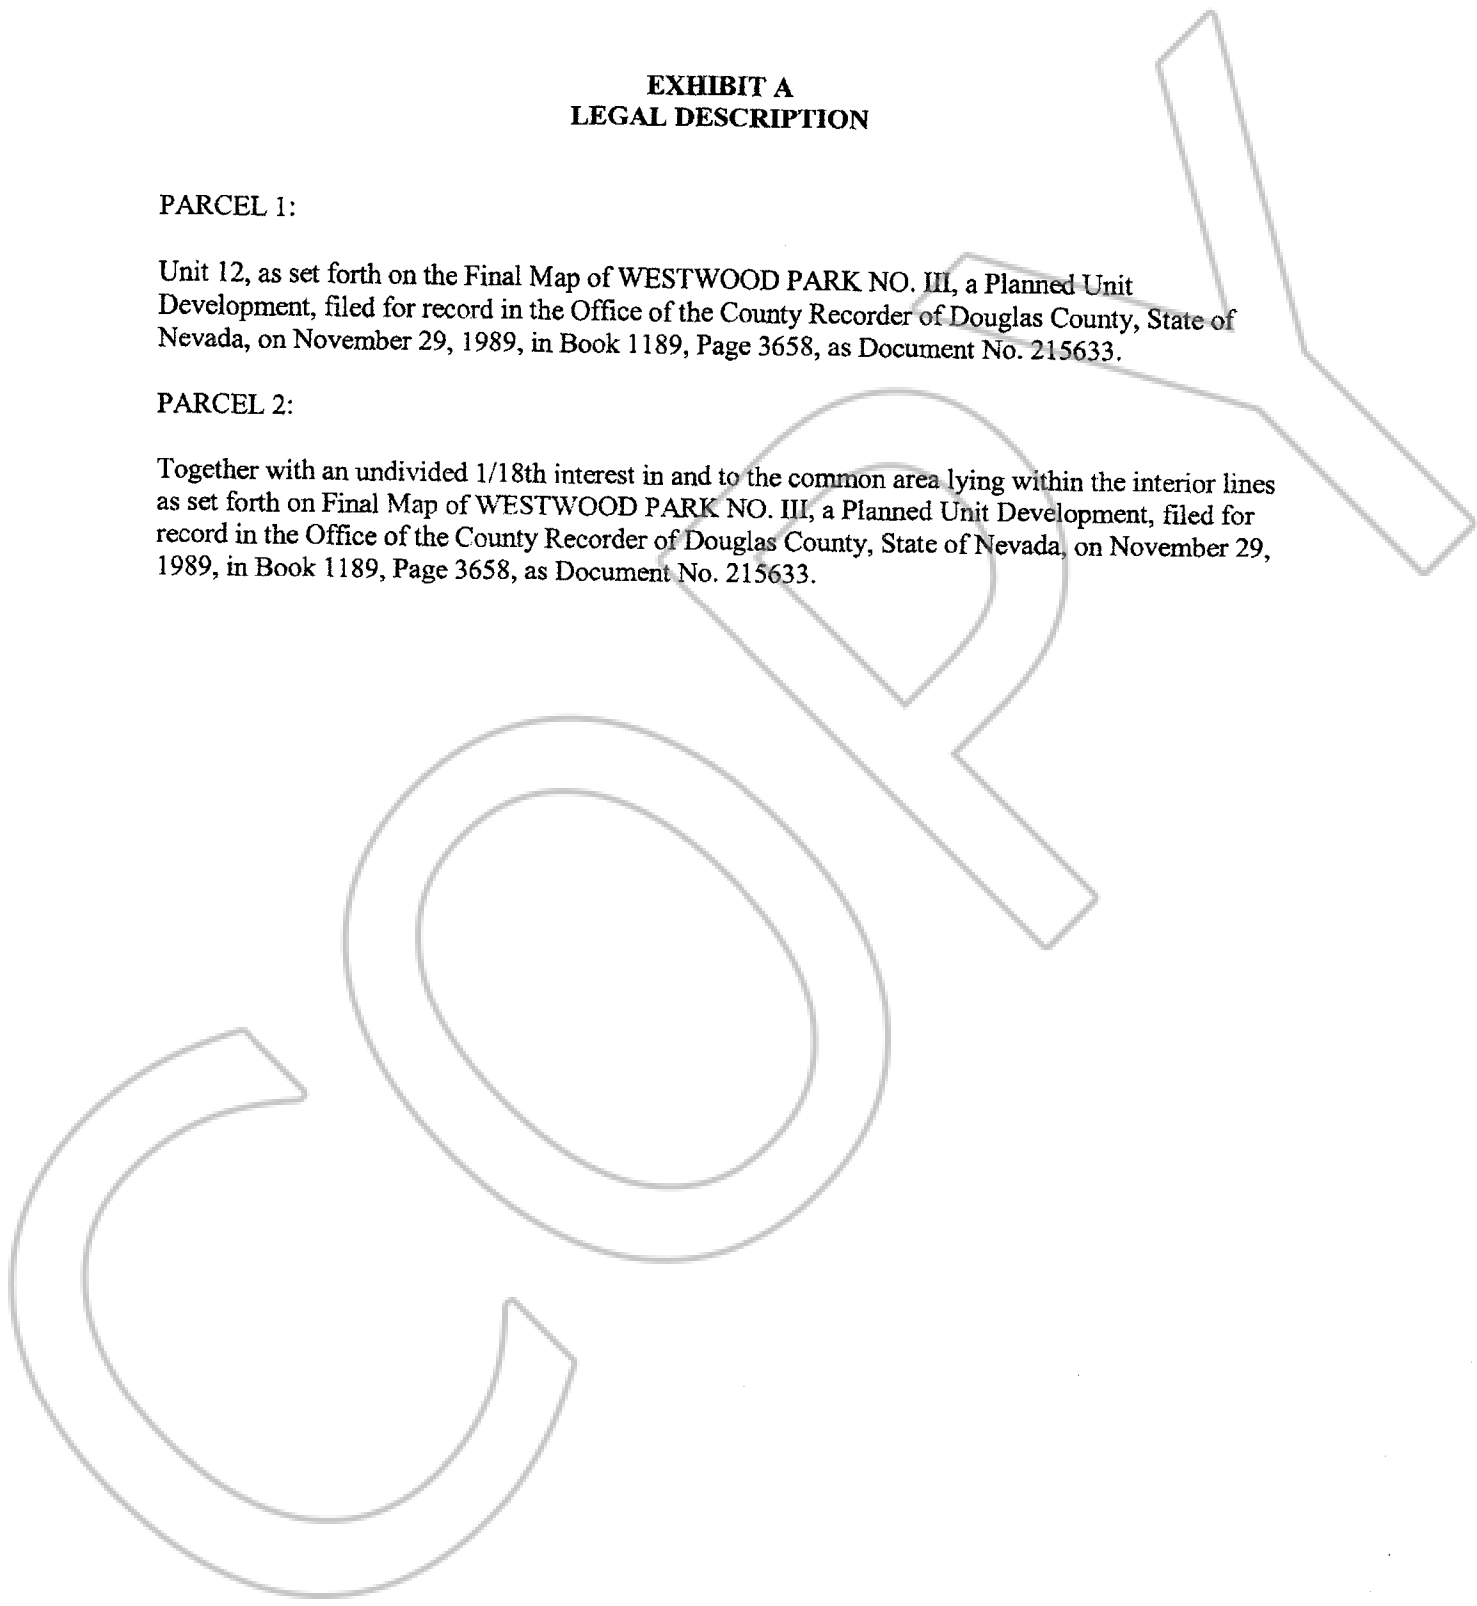 EXHIBIT A
LEGAL DESCRIPTION
PARCEL 1:
Unit 12, as set forth on the Final Map of WESTWOOD PARK NO. III, a Planned Unit
Development, filed for record in the Office of the County Recorder of Douglas County, State of
Nevada, on November 29, 1989, in Book 1189, Page 3658, as Document No. 215633.
PARCEL 2:
Together with an undivided 1/18th interest in and to the common area lying within the interior lines
as set forth on Final Map of WESTWOOD PARK NO. III, a Planned Unit Development, filed for
record in the Office of the County Recorder of Douglas County, State of Nevada, on November 29,
1989, in Book 1189, Page 3658, as Document No. 215633.
COPY